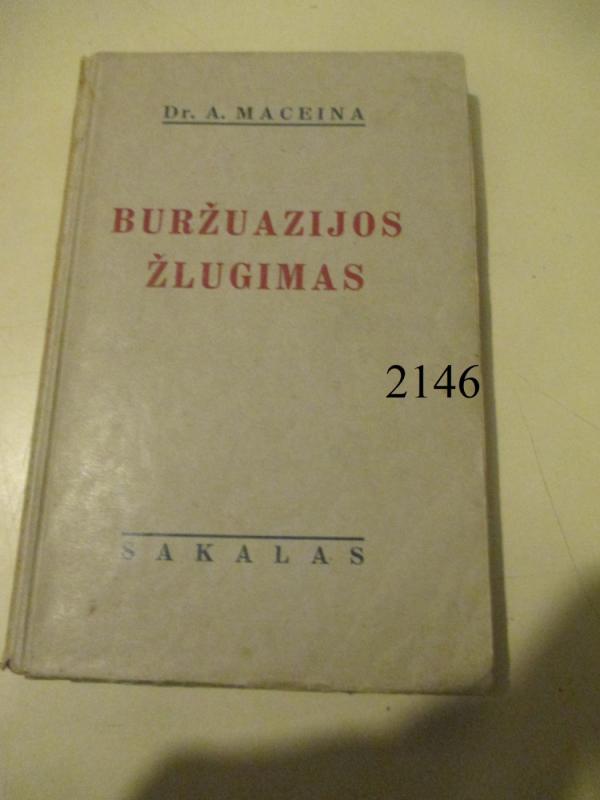 Dr. A. MACEINA
BURŽUAZIJOS
ŽLUGIMAS
2146
SAKALAS